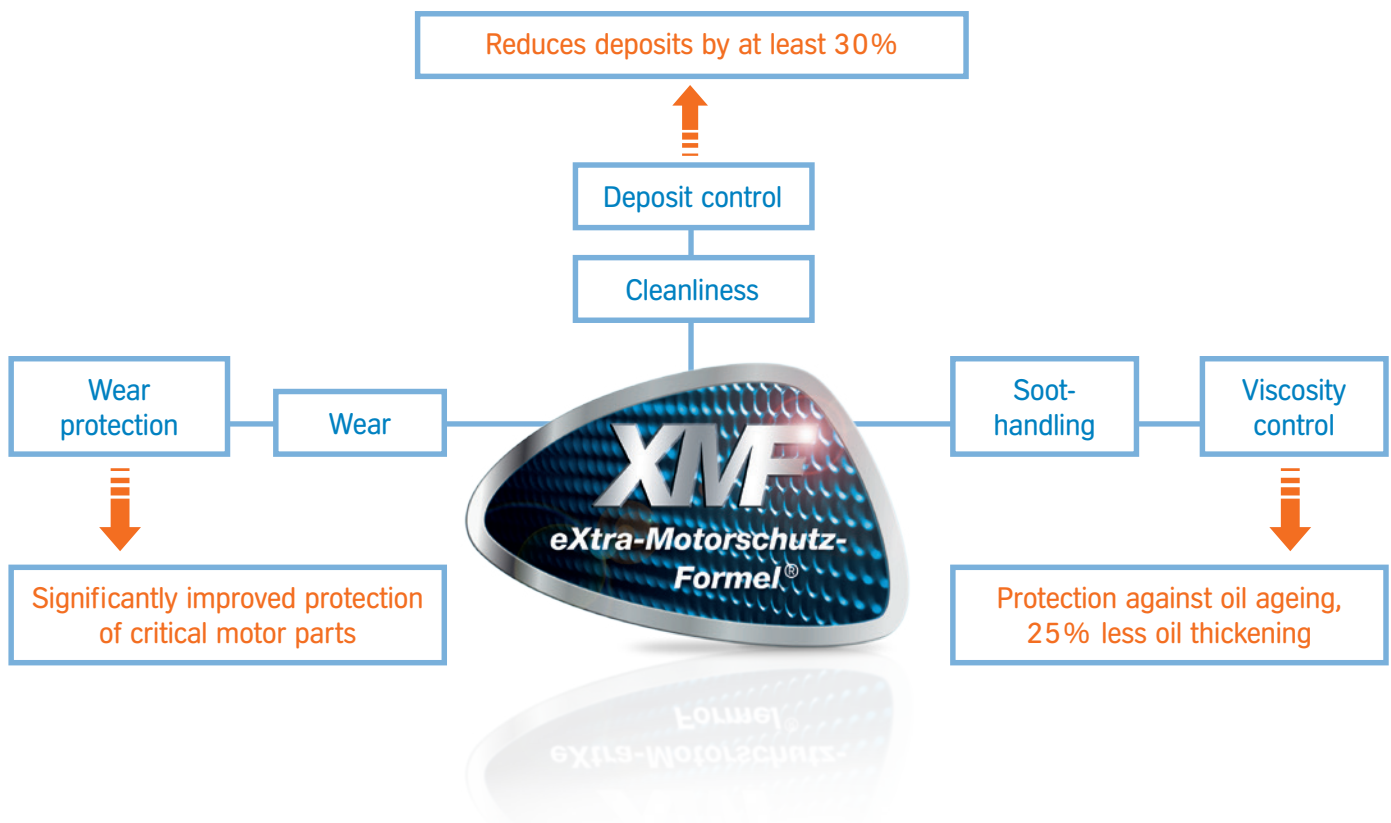 Reduces deposits by at least 30%
Deposit control
Cleanliness
Wear
protection
Wear
Soot-
handling
Viscosity
control
XMF
eXtra-Motorschutz-
Formel®
Significantly improved protection
of critical motor parts
Protection against oil ageing,
25% less oil thickening